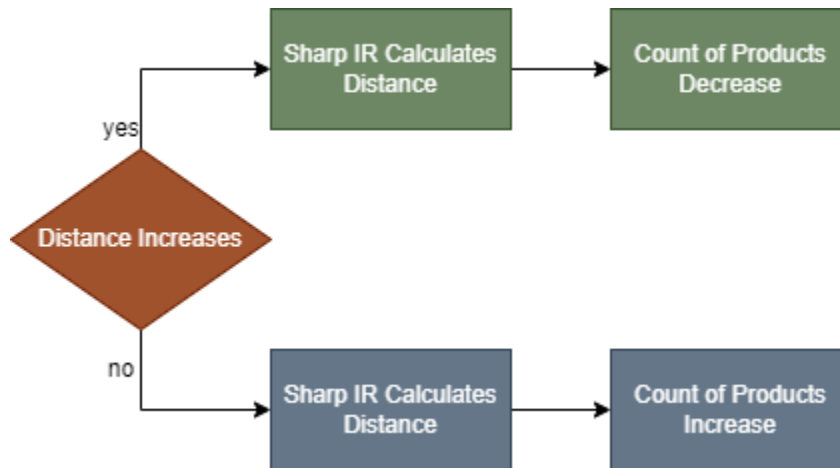 Sharp IR Calculates
Distance
Count of Products
Decrease
yes
Distance Increases
no
Sharp IR Calculates
Distance
Count of Products
Increase